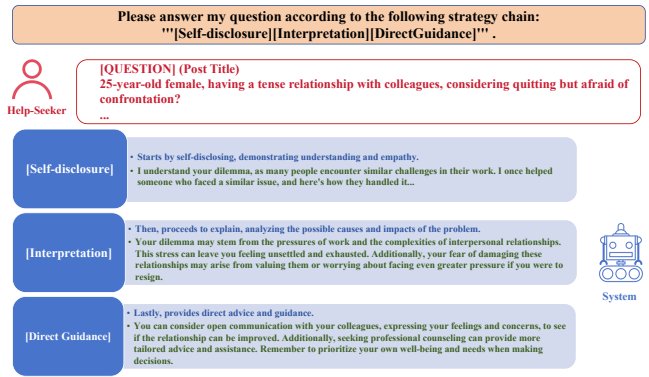 Please answer my question according to the following strategy chain:
'''[Self-disclosure][Interpretation][DirectGuidance]''' .
Help-Seeker
[QUESTION] (Post Title)
25-year-old female, having a tense relationship with colleagues, considering quitting but afraid of
confrontation?
...
[Self-disclosure]
• Starts by self-disclosing, demonstrating understanding and empathy.
• I understand your dilemma, as many people encounter similar challenges in their work. I once helped
someone who faced a similar issue, and here's how they handled it...
[Interpretation]
• Then, proceeds to explain, analyzing the possible causes and impacts of the problem.
• Your dilemma may stem from the pressures of work and the complexities of interpersonal relationships.
This stress can leave you feeling unsettled and exhausted. Additionally, your fear of damaging these
relationships may arise from valuing them or worrying about facing even greater pressure if you were to
resign.
System
[Direct Guidance]
• Lastly, provides direct advice and guidance.
• You can consider open communication with your colleagues, expressing your feelings and concerns, to see
if the relationship can be improved. Additionally, seeking professional counseling can provide more
tailored advice and assistance. Remember to prioritize your own well-being and needs when making
decisions.